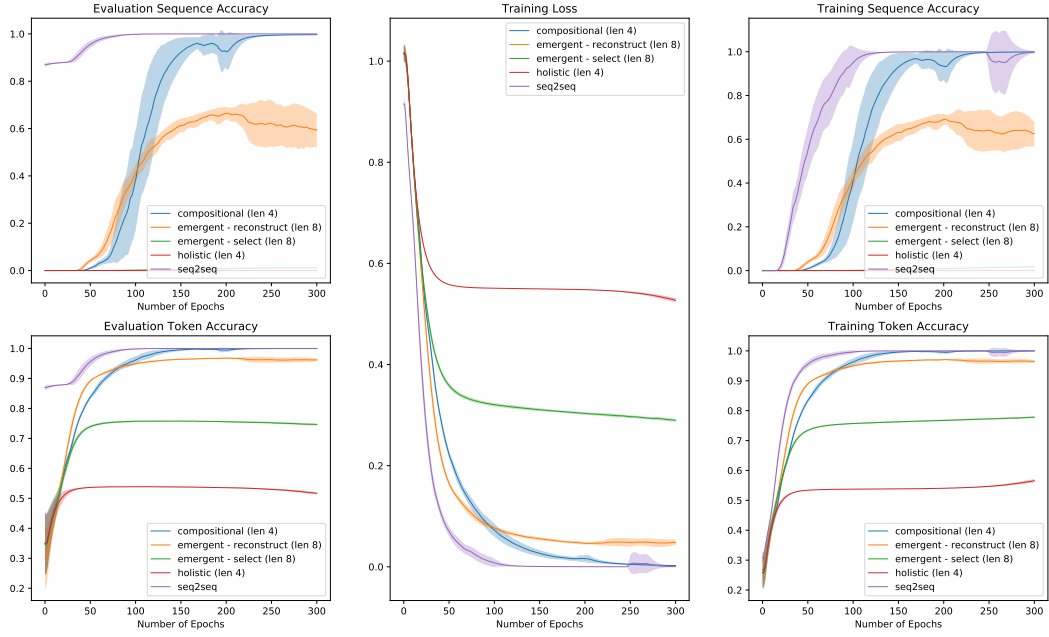 Evaluation Sequence Accuracy
1.0
0.8
0.6
0.4
0.2
0.0
compositional (len 4)
emergent - reconstruct (len 8)
emergent - select (len 8)
holistic (len 4)
seq2seq
0 50 100 150 200 250 300
Number of Epochs
Evaluation Token Accuracy
1.0
0.9
0.8
0.7
0.6
0.5
0.4
0.3
0.2
compositional (len 4)
emergent - reconstruct (len 8)
emergent - select (len 8)
holistic (len 4)
seq2seq
0 50 100 150 200 250 300
Number of Epochs
Training Loss
compositional (len 4)
emergent - reconstruct (len 8)
emergent - select (len 8)
holistic (len 4)
seq2seq
1.0
0.8
0.6
0.4
0.2
0.0
0 50 100 150 200 250 300
Number of Epochs
Training Sequence Accuracy
1.0
0.8
0.6
0.4
0.2
0.0
compositional (len 4)
emergent - reconstruct (len 8)
emergent - select (len 8)
holistic (len 4)
seq2seq
0 50 100 150 200 250 300
Number of Epochs
Training Token Accuracy
1.0
0.9
0.8
0.7
0.6
0.5
0.4
0.3
0.2
compositional (len 4)
emergent - reconstruct (len 8)
emergent - select (len 8)
holistic (len 4)
seq2seq
0 50 100 150 200 250 300
Number of Epochs